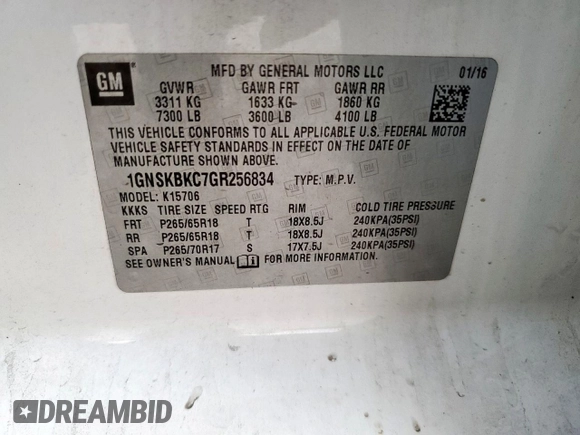 GM
MFD BY GENERAL MOTORS LLC 01/16
GVWR GAWR FRT GAWR RR
3311 KG 1633 KG 1860 KG
7300 LB 3600 LB 4100 LB
THIS VEHICLE CONFORMS TO ALL APPLICABLE U.S. FEDERAL MOTOR
VEHICLE SAFETY STANDARDS IN EFFECT ON THE DATE OF
MANUFACTURE SHOWN ABOVE.
1GNSKBKC7GR256834 TYPE: M.P.V.
MODEL: K15706
KKKS TIRE SIZE SPEED RTG RIM COLD TIRE PRESSURE
FRT P265/65R18 T 18X8.5J 240KPA(35PSI)
RR P265/65R18 T 18X8.5J 240KPA(35PSI)
SPA P265/70R17 S 17X7.5J 240KPA(35PSI)
SEE OWNER'S MANUAL FOR MORE INFORMATION.
DREAMBID